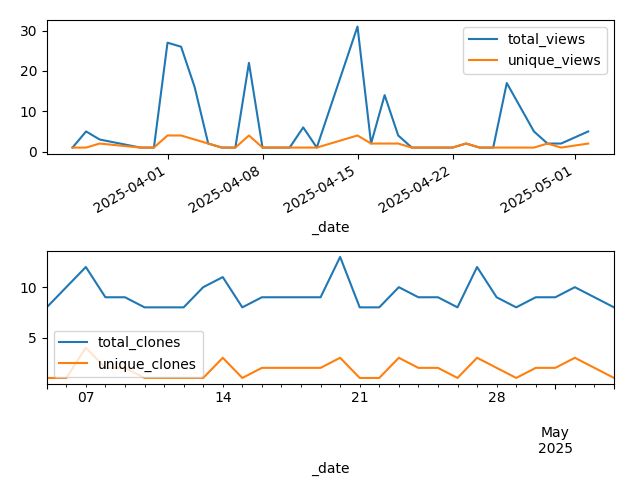 30
20
10
0
total_views
unique_views
2025-04-01
2025-04-08
2025-04-15
2025-04-22
2025-05-01
_date
10
5
total_clones
unique_clones
07
14
21
28
May
2025
_date